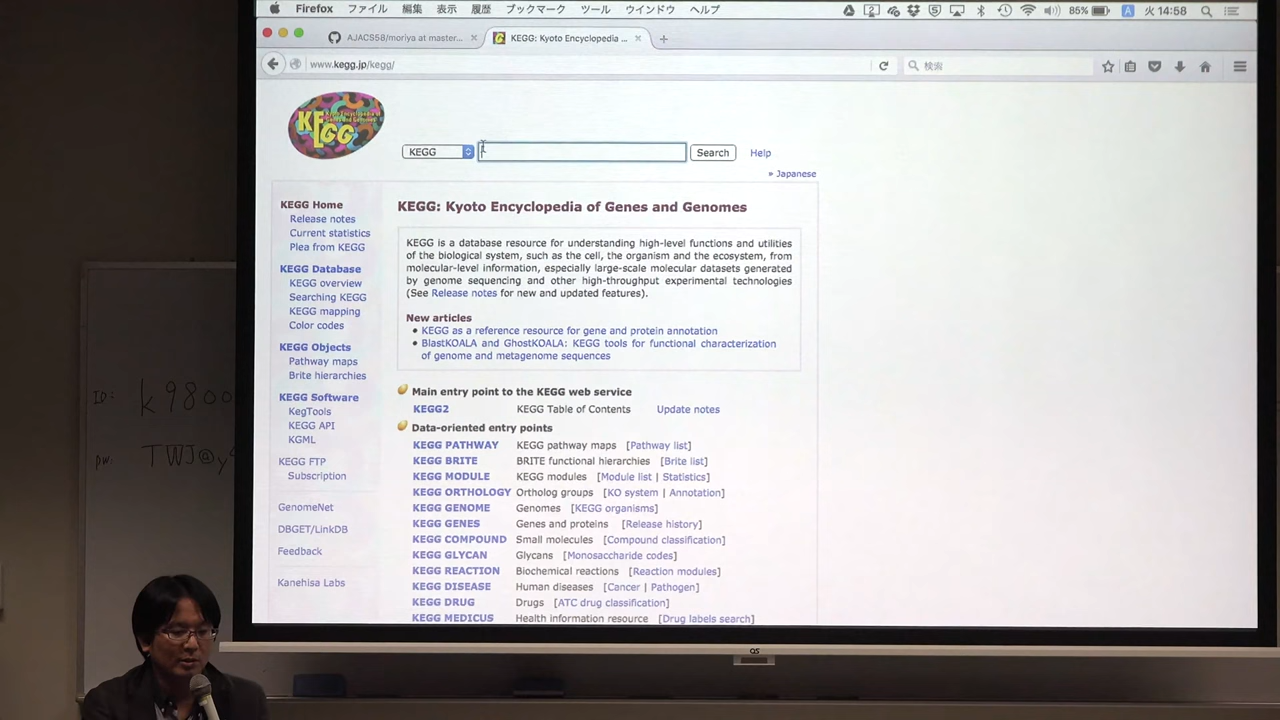 Firefox ファイル 編集 表示 履歴 ブックマーク ツール ウインドウ ヘルプ 85% A 火 14:58
AJACS58/moriya at master... × KEGG: Kyoto Encyclopedia ... × +
www.kegg.jp/kegg/ 検索
KEGG Kyoto Encyclopedia of Genes and Genomes
KEGG Search Help
» Japanese
KEGG Home
Release notes
Current statistics
Plea from KEGG
KEGG Database
KEGG overview
Searching KEGG
KEGG mapping
Color codes
KEGG Objects
Pathway maps
Brite hierarchies
KEGG Software
KegTools
KEGG API
KGML
KEGG FTP
Subscription
GenomeNet
DBGET/LinkDB
Feedback
Kanehisa Labs
KEGG: Kyoto Encyclopedia of Genes and Genomes
KEGG is a database resource for understanding high-level functions and utilities
of the biological system, such as the cell, the organism and the ecosystem, from
molecular-level information, especially large-scale molecular datasets generated
by genome sequencing and other high-throughput experimental technologies
(See Release notes for new and updated features).
New articles
• KEGG as a reference resource for gene and protein annotation
• BlastKOALA and GhostKOALA: KEGG tools for functional characterization
of genome and metagenome sequences
Main entry point to the KEGG web service
KEGG2 KEGG Table of Contents Update notes
Data-oriented entry points
KEGG PATHWAY KEGG pathway maps [Pathway list]
KEGG BRITE BRITE functional hierarchies [Brite list]
KEGG MODULE KEGG modules [Module list | Statistics]
KEGG ORTHOLOGY Ortholog groups [KO system | Annotation]
KEGG GENOME Genomes [KEGG organisms]
KEGG GENES Genes and proteins [Release history]
KEGG COMPOUND Small molecules [Compound classification]
KEGG GLYCAN Glycans [Monosaccharide codes]
KEGG REACTION Biochemical reactions [Reaction modules]
KEGG DISEASE Human diseases [Cancer | Pathogen]
KEGG DRUG Drugs [ATC drug classification]
KEGG MEDICUS Health information resource [Drug labels search]
ID: k9800
PW: TWJ@y
OS